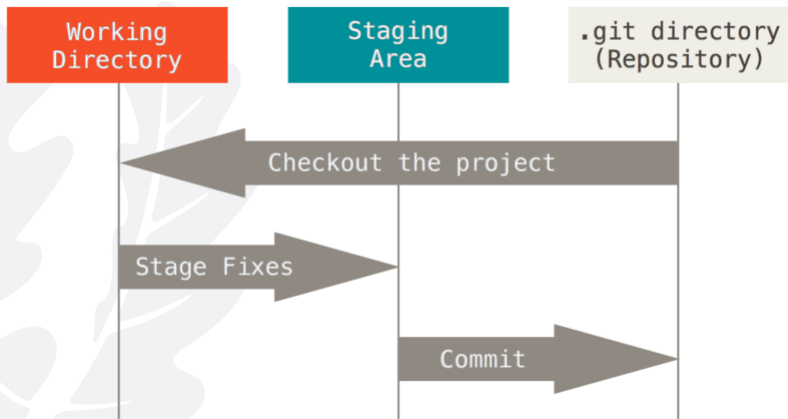 Working
Directory
Staging
Area
.git directory
(Repository)
Checkout the project
Stage Fixes
Commit